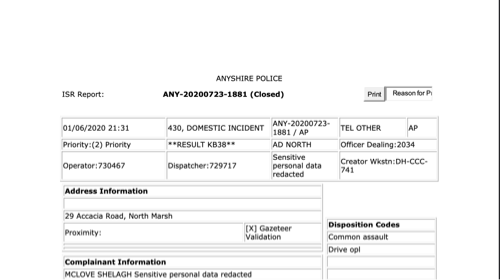 ANYSHIRE POLICE
ISR Report: ANY-20200723-1881 (Closed) Print Reason for
01/06/2020 21:31 430, DOMESTIC INCIDENT ANY-20200723-
1881 / AP TEL OTHER AP
Priority:(2) Priority **RESULT KB38** AD NORTH Officer Dealing:2034
Operator:730467 Dispatcher:729717 Sensitive
personal data
redacted Creator Wkstn:DH-CCC-
741
Address Information
29 Accacia Road, North Marsh
Proximity: [X] Gazeteer
Validation
Disposition Codes
Common assault
Drive opl
Complainant Information
MCLOVE SHELAGH Sensitive personal data redacted